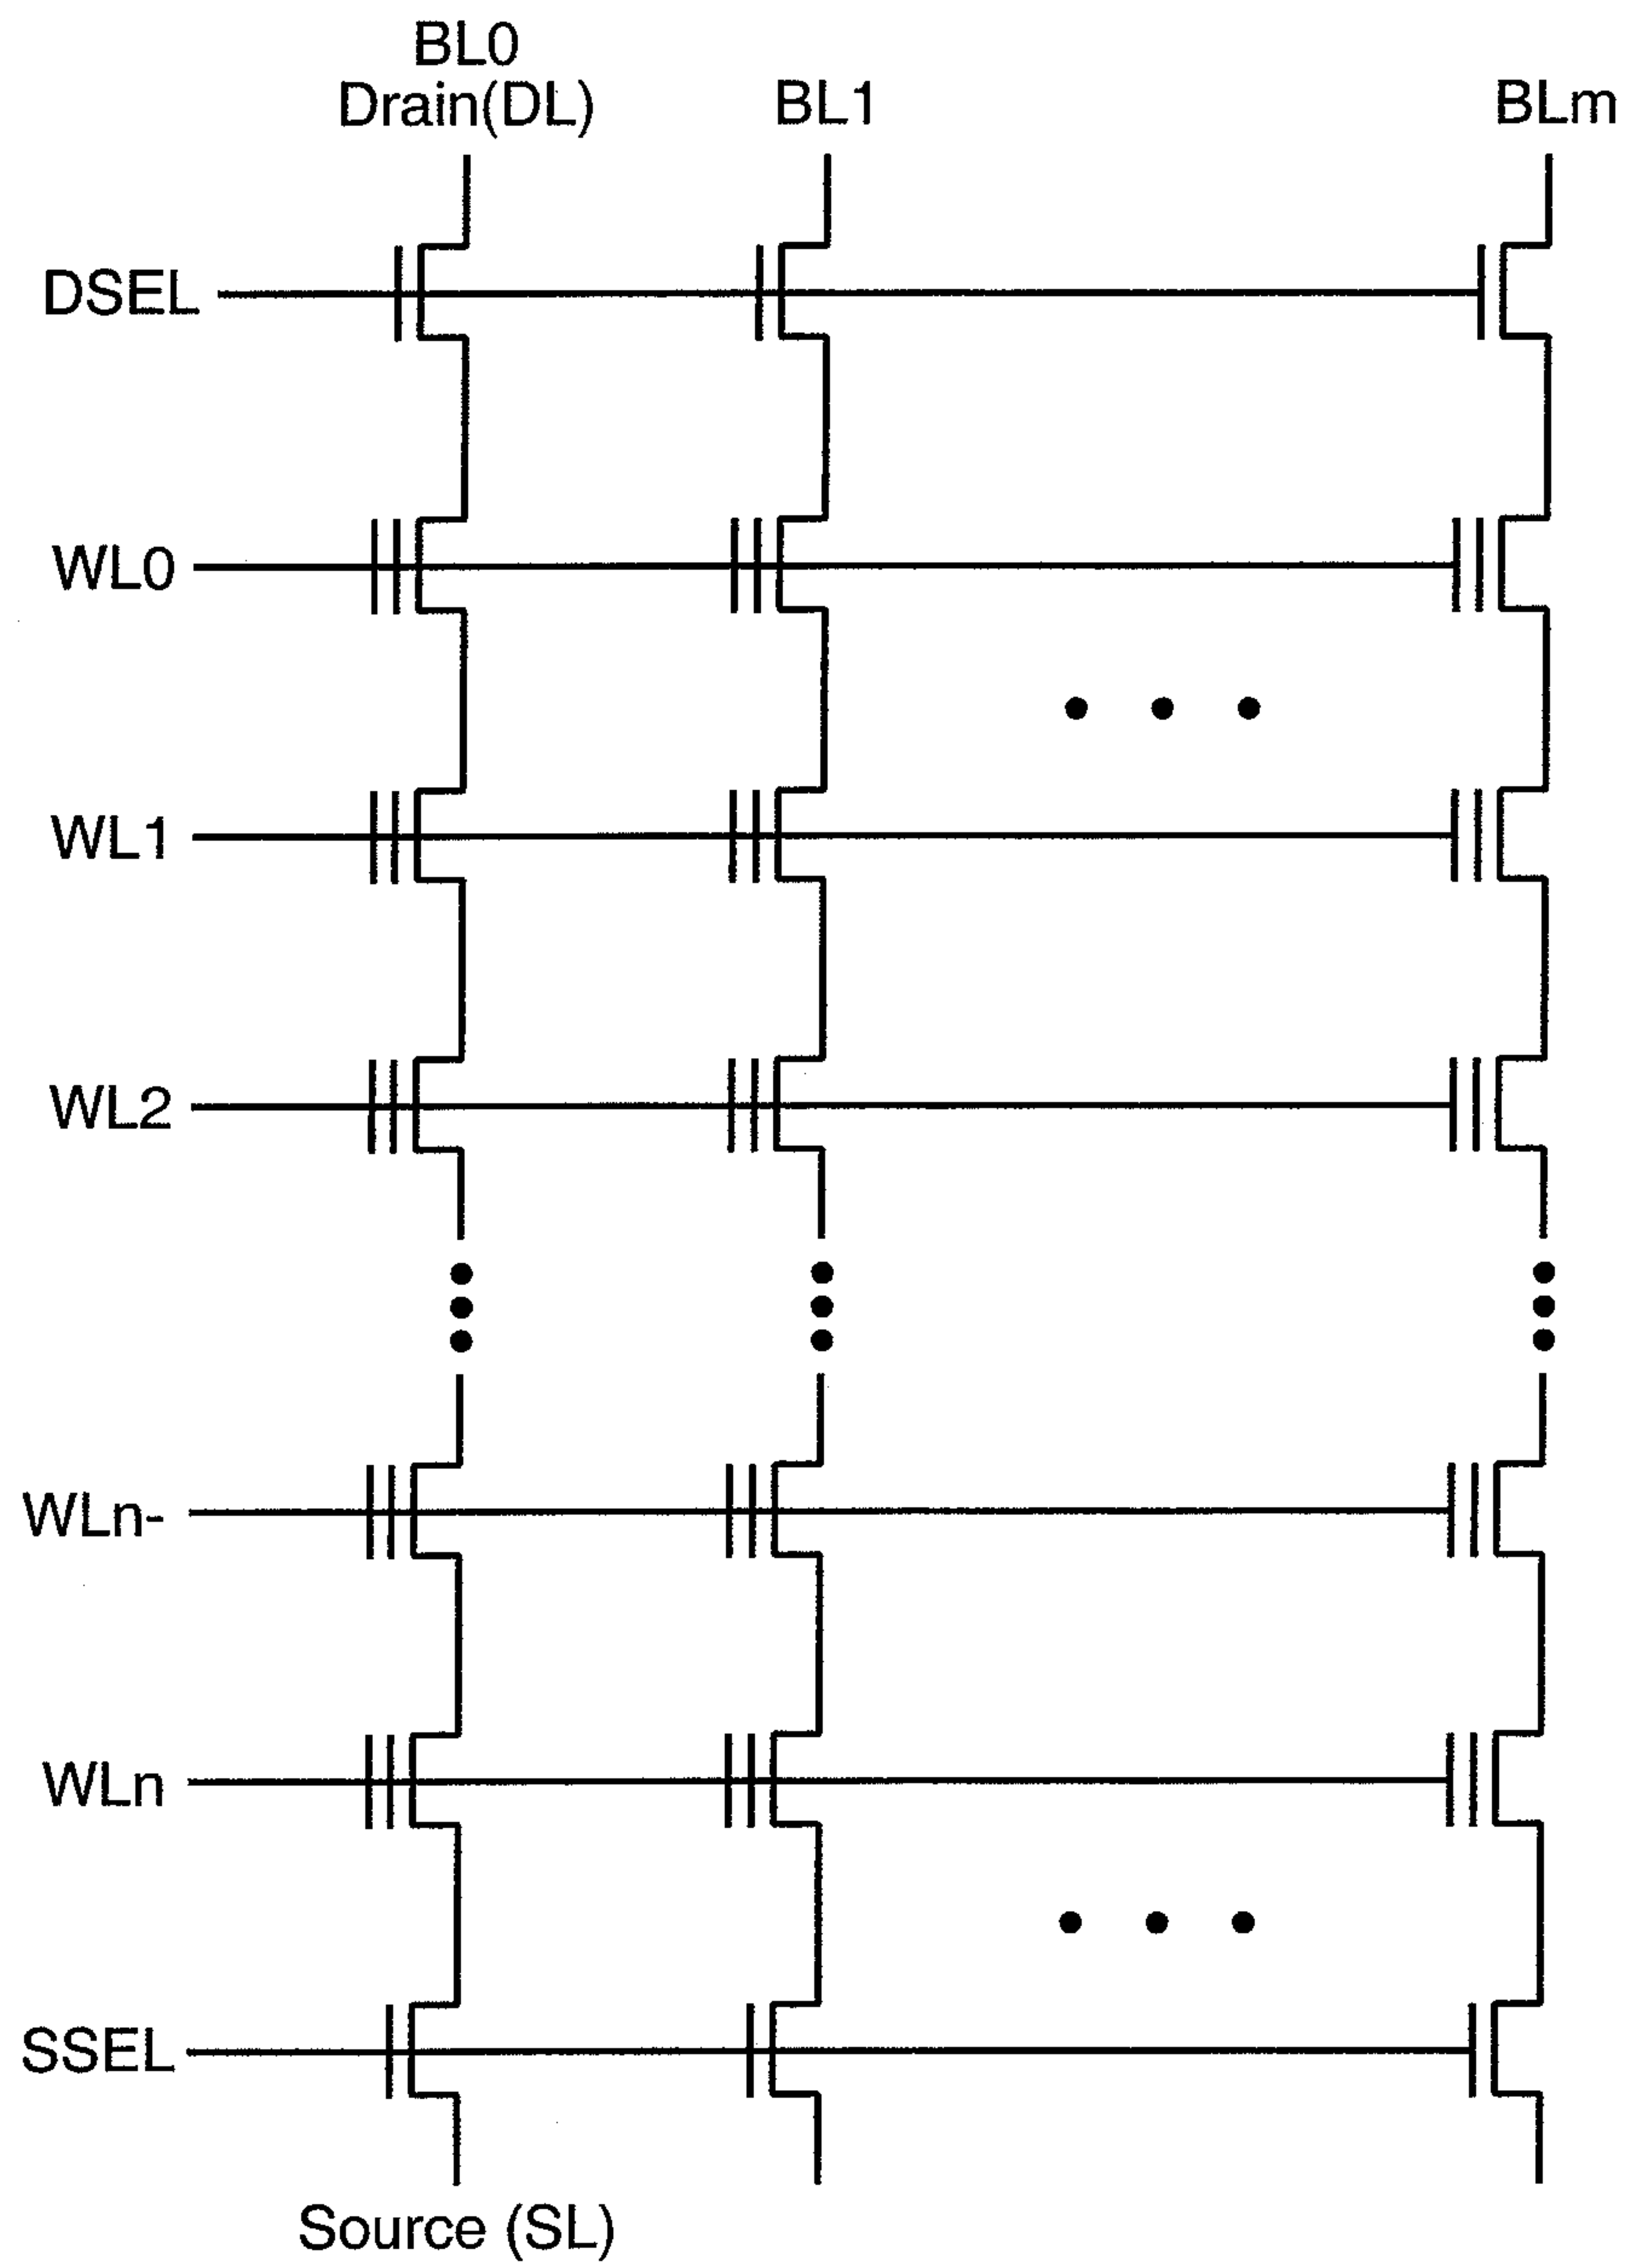 BL0
Drain(DL)
BL1
BLm
DSEL
WL0
WL1
WL2
WLn-
WLn
SSEL
Source (SL)